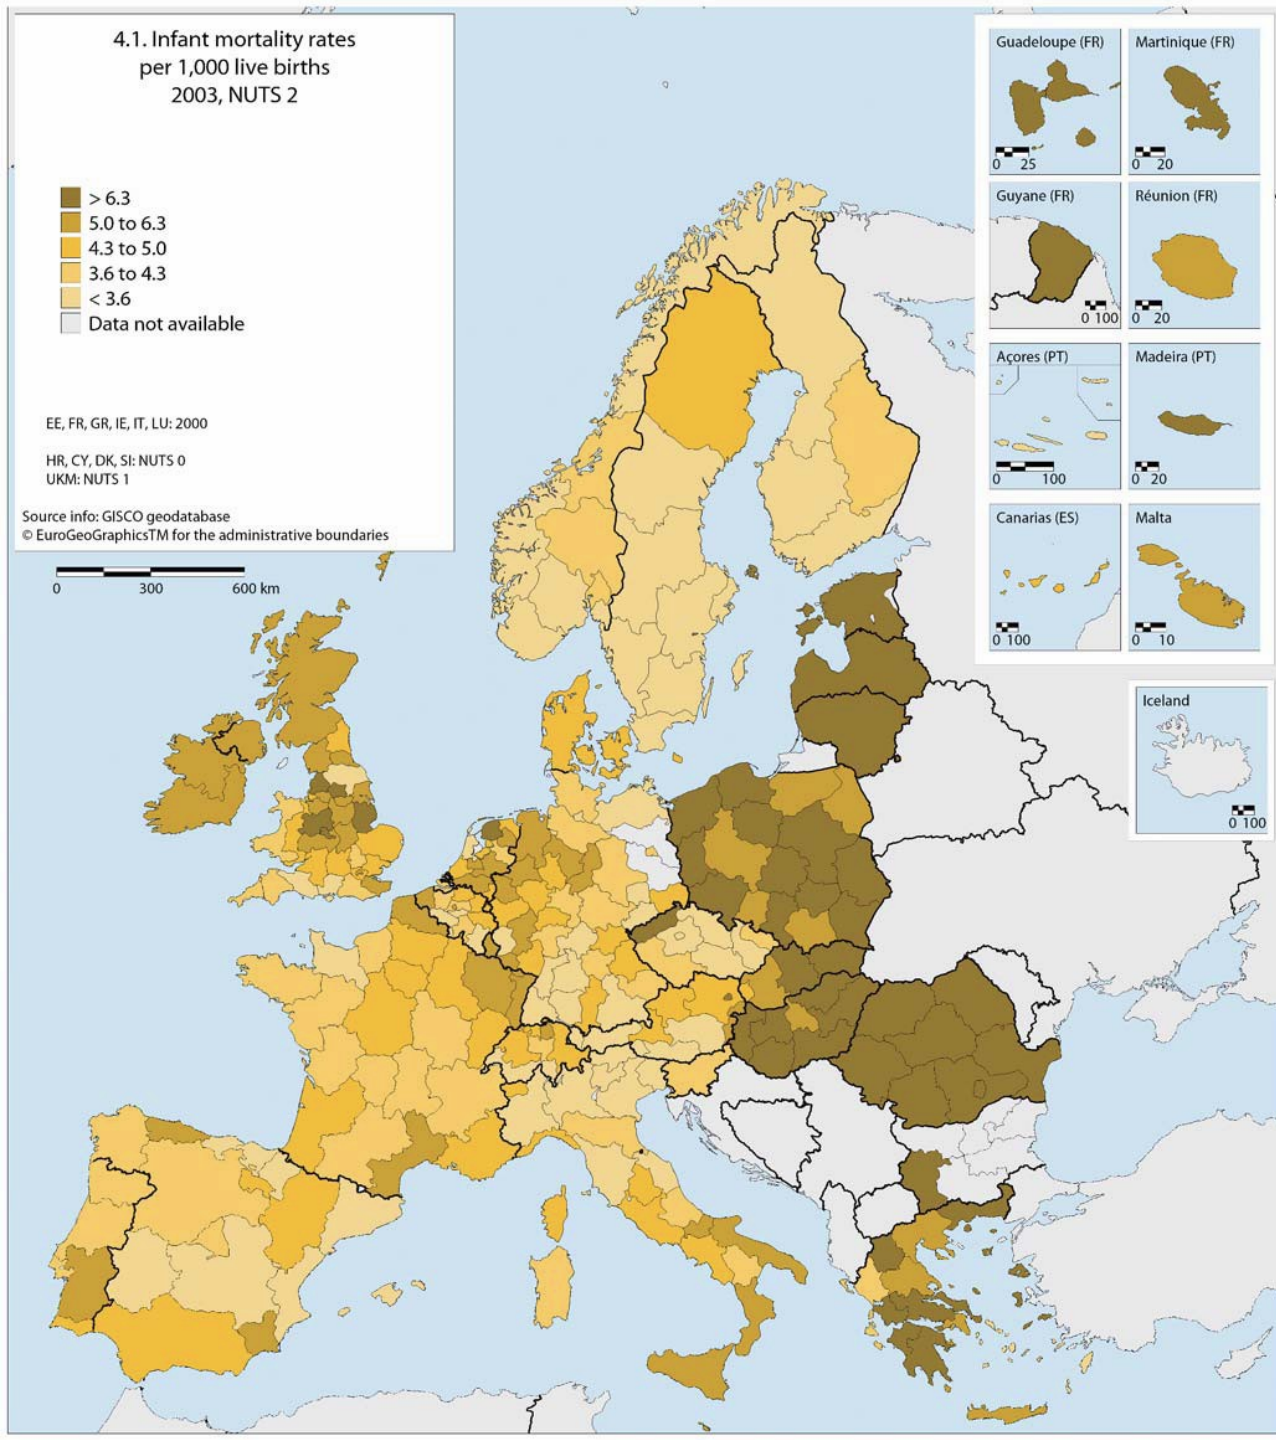 4.1. Infant mortality rates
per 1,000 live births
2003, NUTS 2
> 6.3
5.0 to 6.3
4.3 to 5.0
3.6 to 4.3
< 3.6
Data not available
EE, FR, GR, IE, IT, LU: 2000
HR, CY, DK, SI: NUTS 0
UKM: NUTS 1
Source info: GISCO geodatabase
© EuroGeoGraphicsTM for the administrative boundaries
0 300 600 km
Guadeloupe (FR)
0 25
Martinique (FR)
0 20
Guyane (FR)
0 100
Réunion (FR)
0 20
Açores (PT)
0 100
Madeira (PT)
0 20
Canarias (ES)
0 100
Malta
0 10
Iceland
0 100